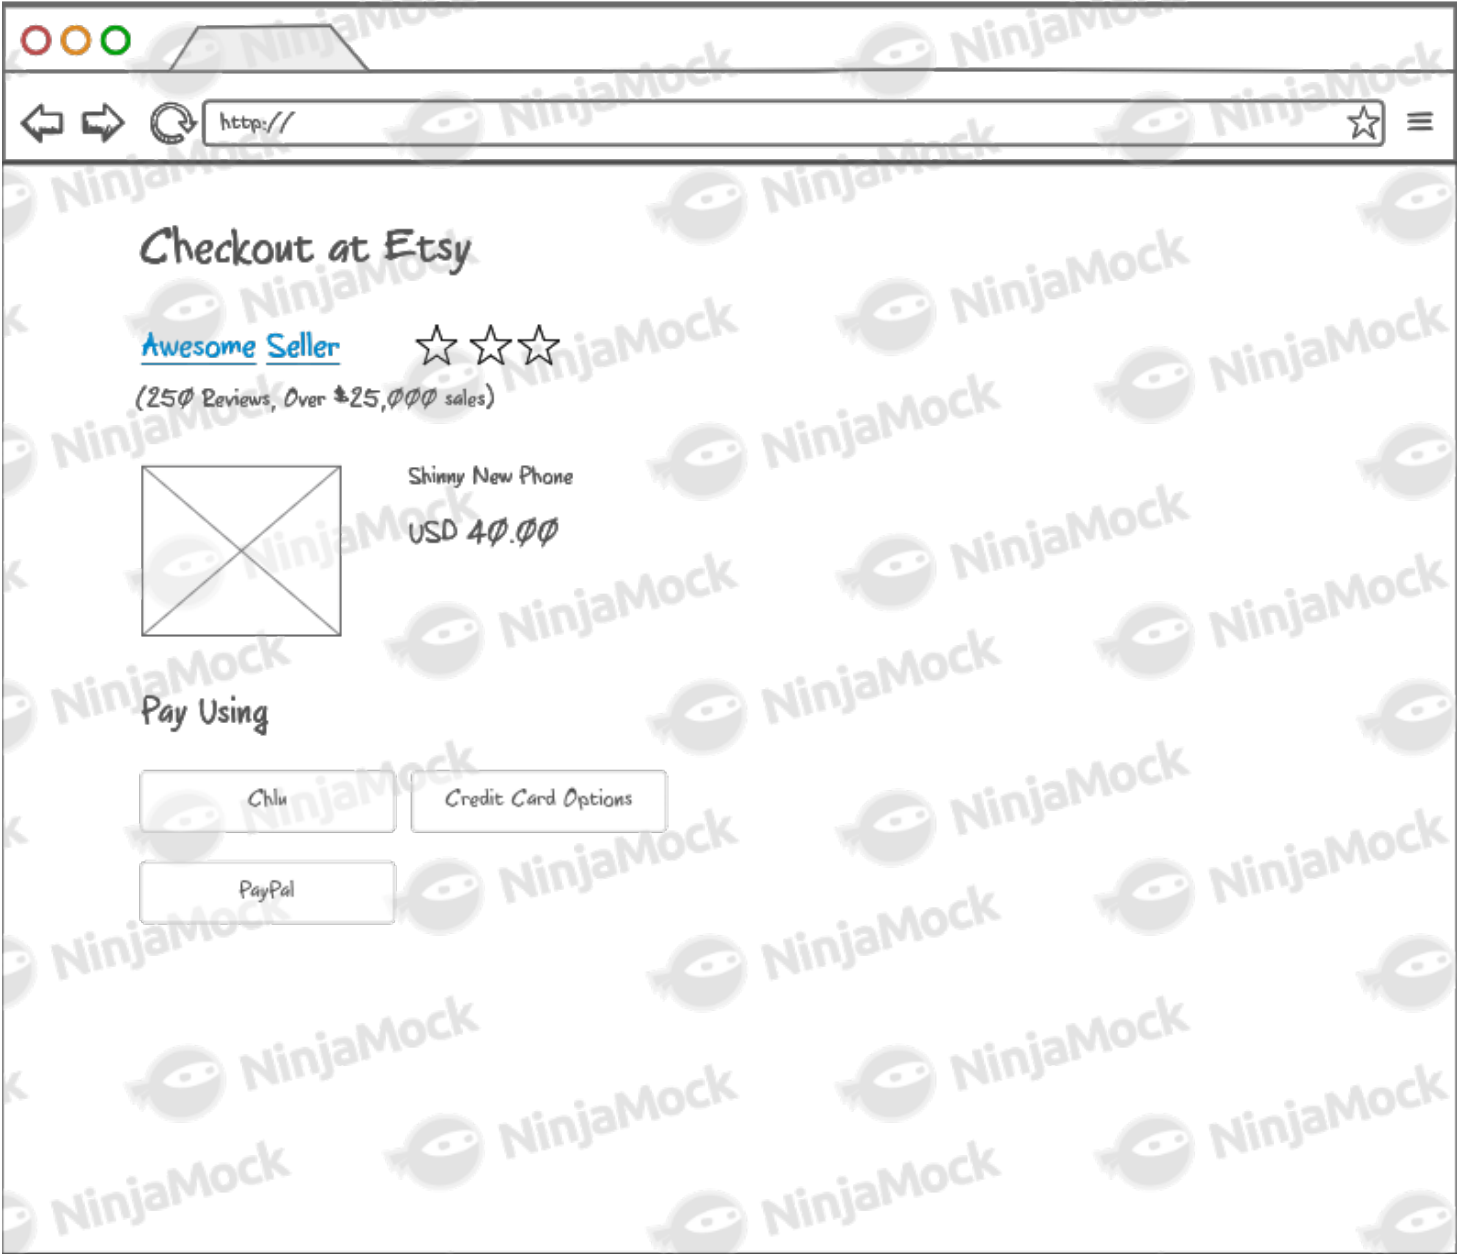 http://
Checkout at Etsy
Awesome Seller
(250 Reviews, Over $25,000 sales)
Shinny New Phone
USD 40.00
Pay Using
Chlu
Credit Card Options
PayPal
NinjaMock